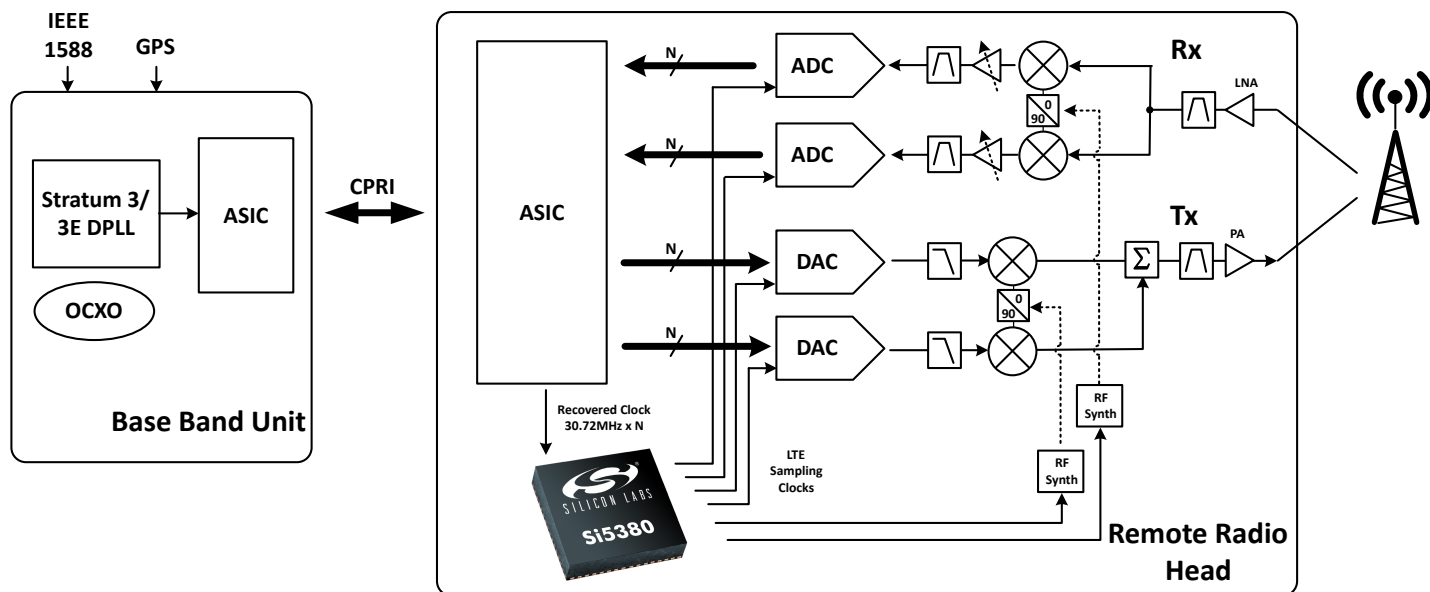 IEEE
1588
GPS
Stratum 3/
3E DPLL
ASIC
OCXO
Base Band Unit
CPRI
ASIC
N
ADC
N
ADC
N
DAC
N
DAC
0
90
0
90
Rx
LNA
Tx
PA
Σ
RF
Synth
RF
Synth
Recovered Clock
30.72MHz x N
LTE
Sampling
Clocks
SILICON LABS
Si5380
Remote Radio
Head